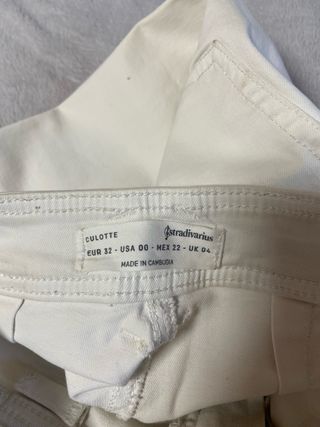 CULOTTE stradivarius
EUR 32 - USA 00 - MEX 22 - UK 04
MADE IN CAMBODIA